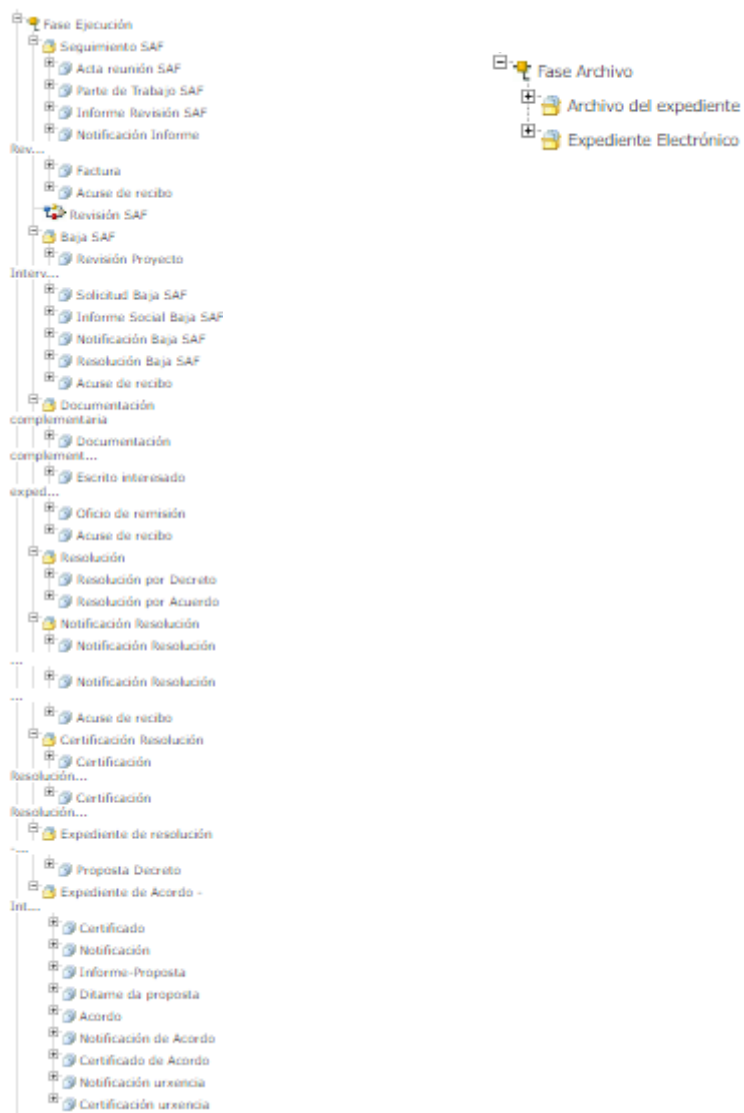 Fase Ejecución
Seguimiento SAF
Acta reunión SAF
Parte de Trabajo SAF
Informe Revisión SAF
Notificación Informe
Rev...
Factura
Acuse de recibo
Revisión SAF
Baja SAF
Revisión Proyecto
Interv...
Solicitud Baja SAF
Informe Social Baja SAF
Notificación Baja SAF
Resolución Baja SAF
Acuse de recibo
Documentación
complementaria
Documentación
complement...
Escrito interesado
exped...
Oficio de remisión
Acuse de recibo
Resolución
Resolución por Decreto
Resolución por Acuerdo
Notificación Resolución
Notificación Resolución
...
Notificación Resolución
...
Acuse de recibo
Certificación Resolución
Certificación
Resolución...
Certificación
Resolución...
Expediente de resolución
-...
Proposta Decreto
Expediente de Acordo -
Int...
Certificado
Notificación
Informe-Proposta
Ditame da proposta
Acordo
Notificación de Acordo
Certificado de Acordo
Notificación urxencia
Certificación urxencia
Fase Archivo
Archivo del expediente
Expediente Electrónico